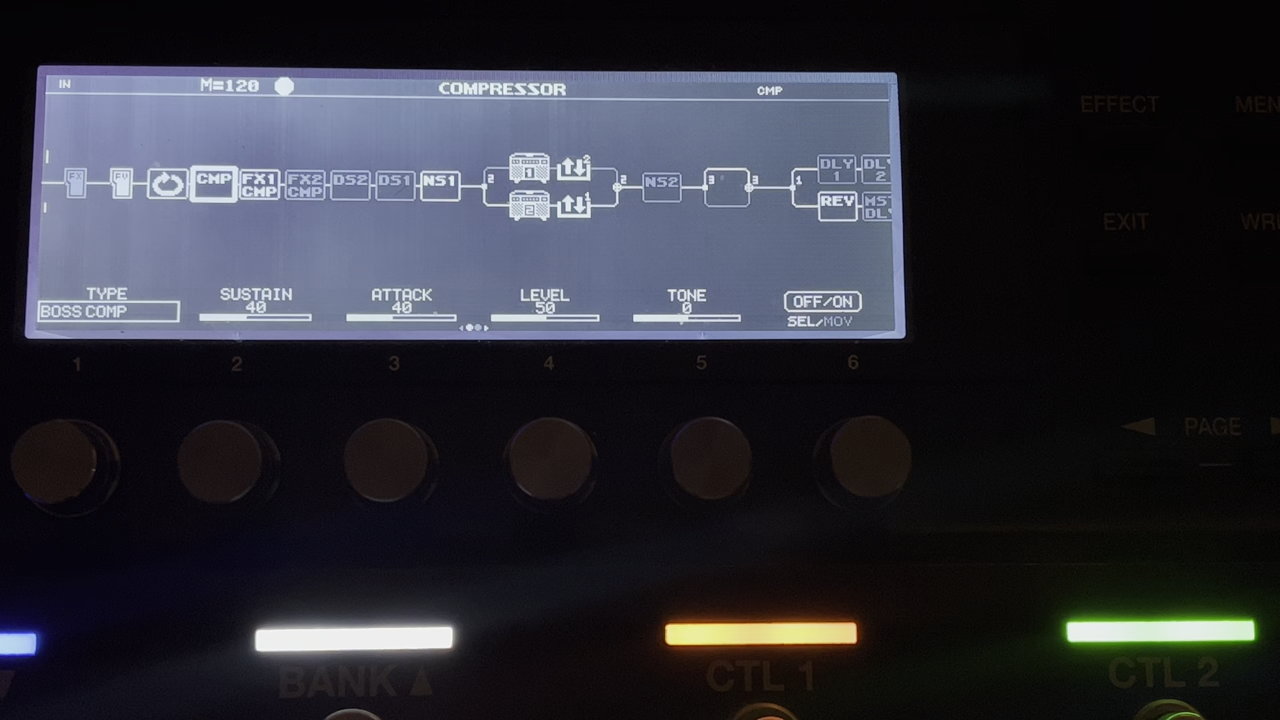 IN M=120 COMPRESSOR CMP
EFFECT
FX FV CMP FX1 CMP FX2 CMP DS2 DS1 NS1 2 1 2 2 1 2 NS2 3 3 1 DLY 1 DLY 2 REV
EXIT
TYPE SUSTAIN ATTACK LEVEL TONE OFF/ON
BOSS COMP 40 40 50 0 SEL/MOV
1 2 3 4 5 6
◀ PAGE
BANK ▲ CTL 1 CTL 2